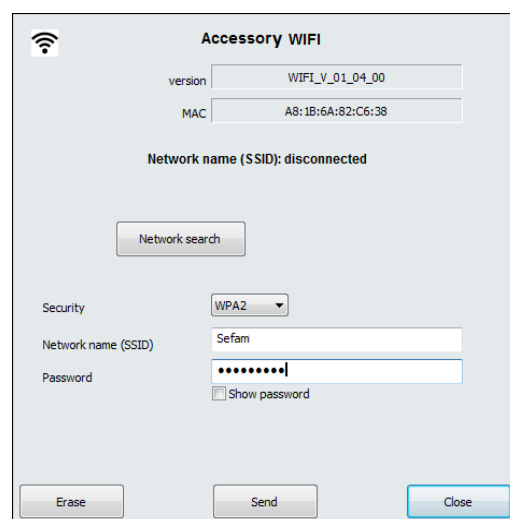 Accessory WIFI
version WIFI_V_01_04_00
MAC A8:1B:6A:82:C6:38
Network name (SSID): disconnected
Network search
Security WPA2
Network name (SSID) Sefam
Password •••••••••
Show password
Erase Send Close